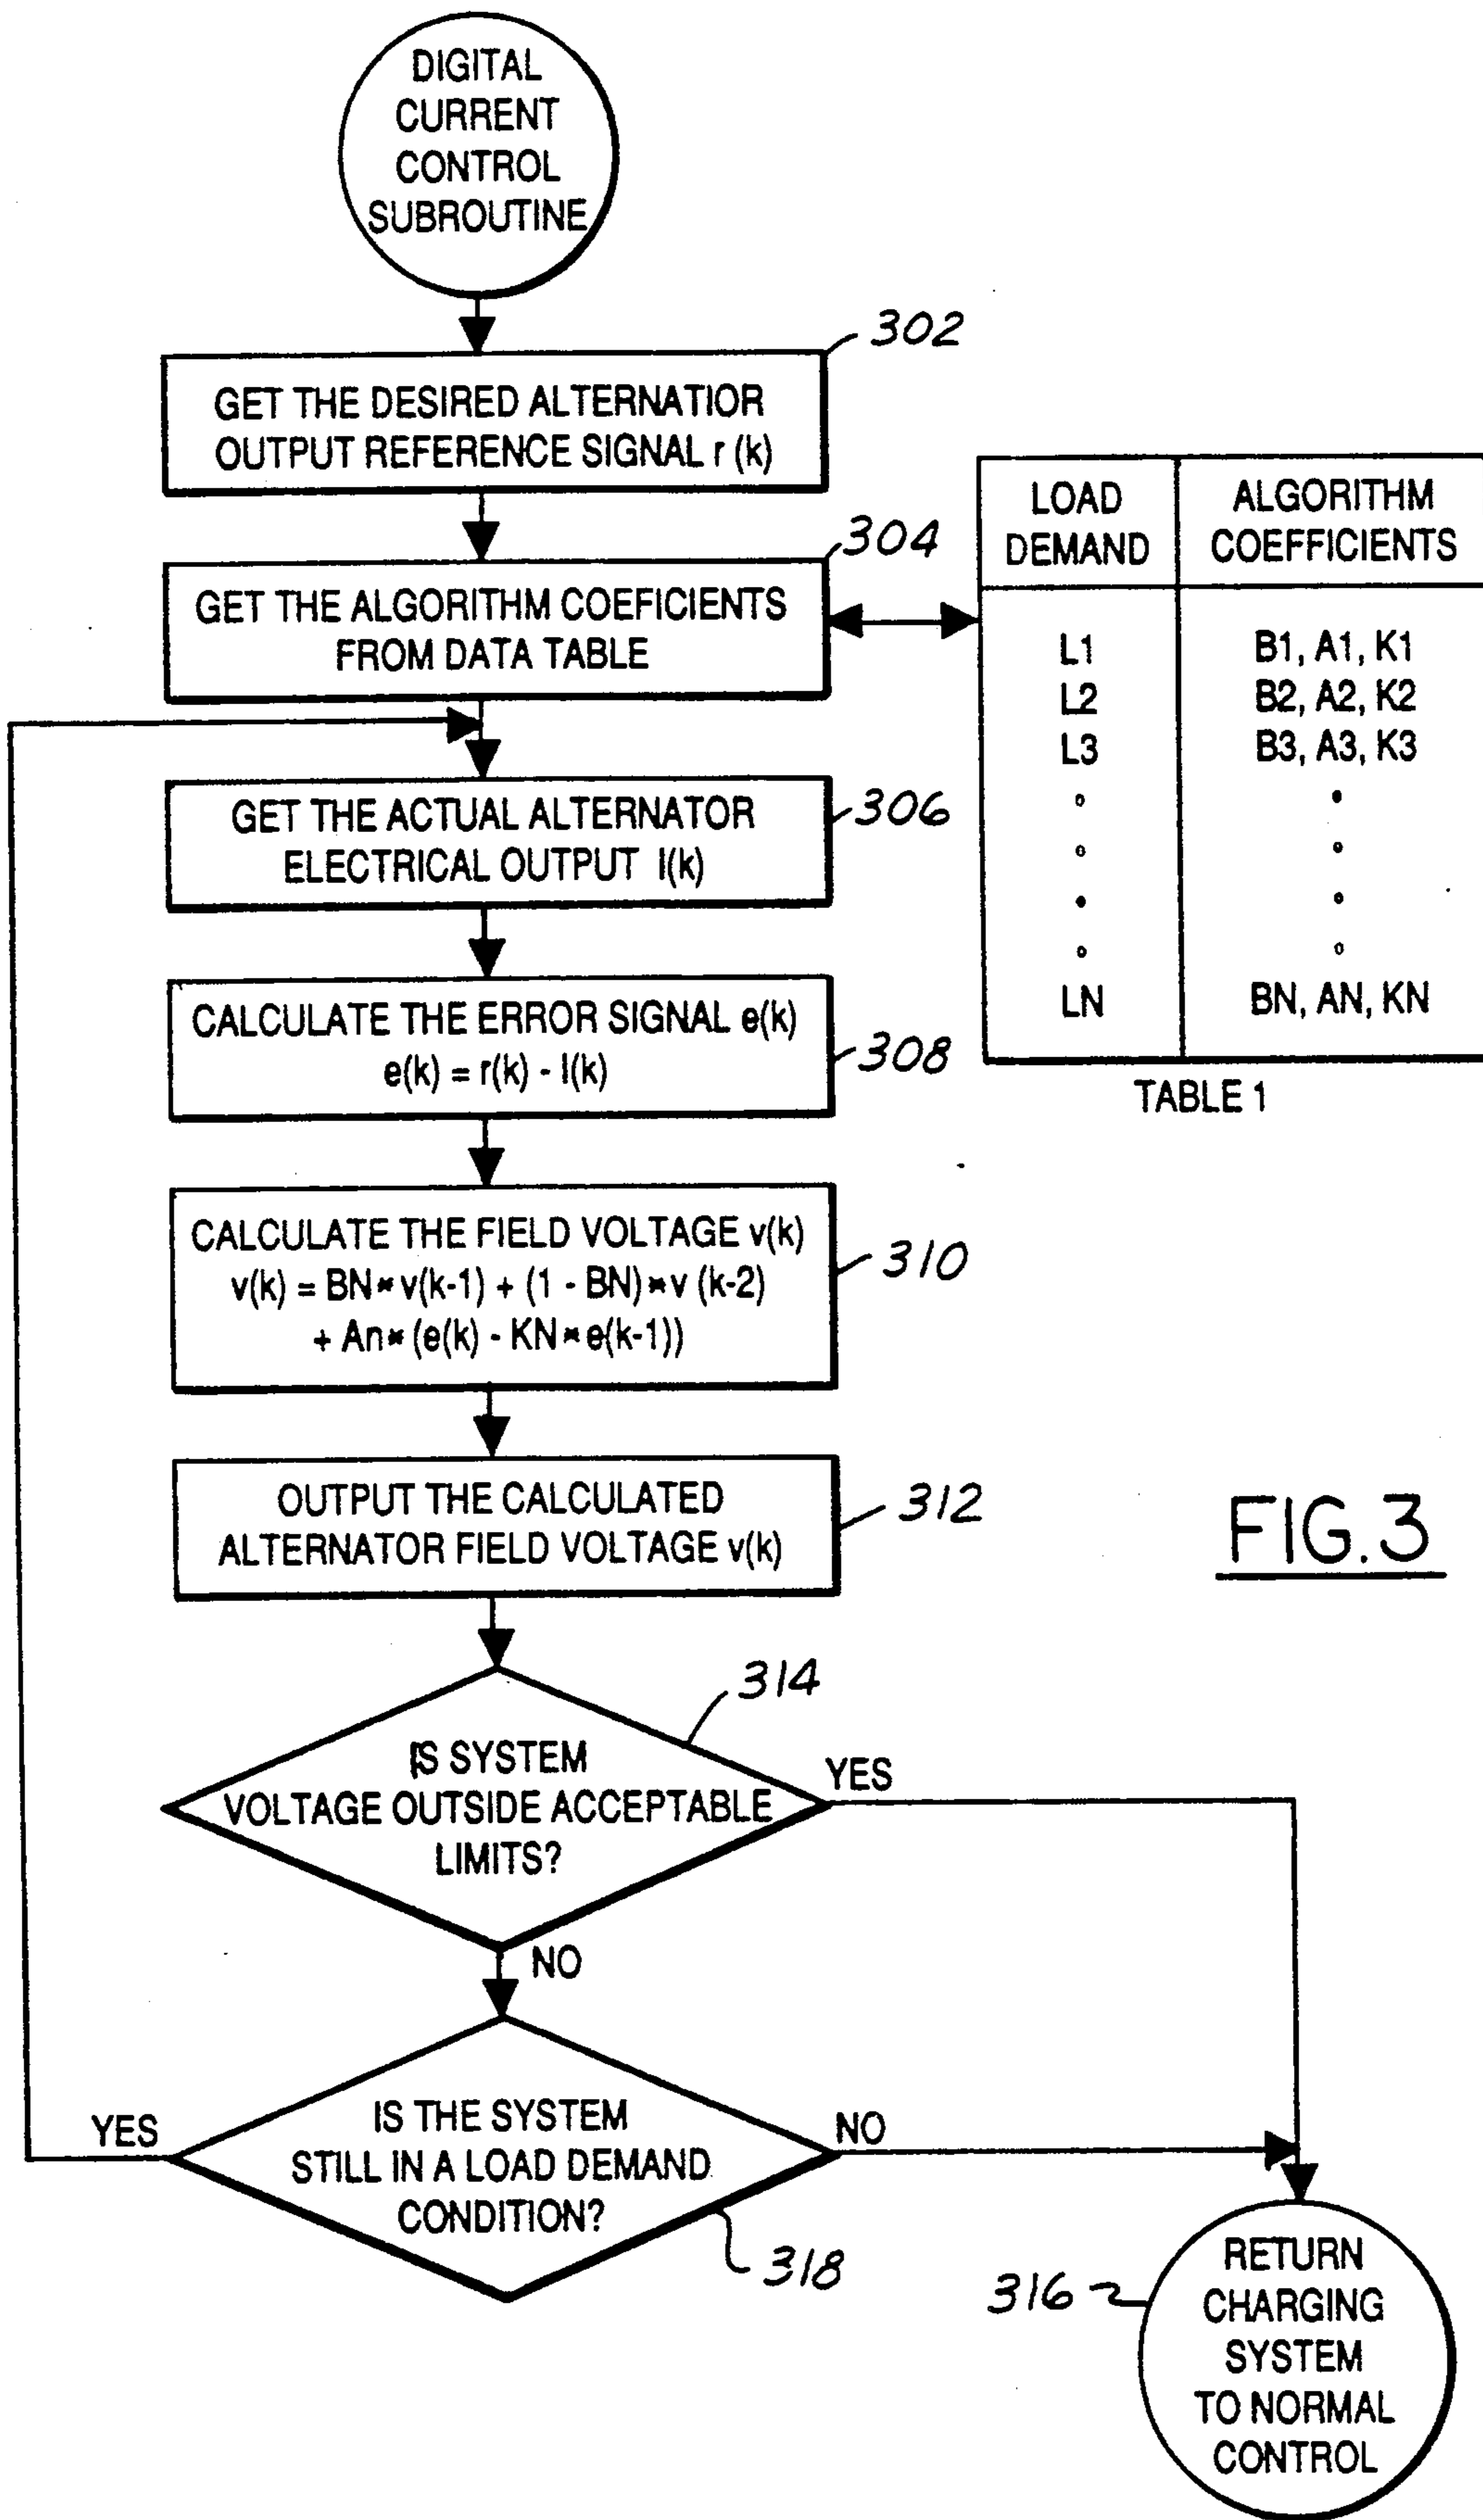 DIGITAL
CURRENT
CONTROL
SUBROUTINE
302
GET THE DESIRED ALTERNATIOR
OUTPUT REFERENCE SIGNAL r (k)
304
GET THE ALGORITHM COEFICIENTS
FROM DATA TABLE
LOAD DEMAND ALGORITHM COEFFICIENTS
L1 B1, A1, K1
L2 B2, A2, K2
L3 B3, A3, K3
LN BN, AN, KN
TABLE 1
306
GET THE ACTUAL ALTERNATOR
ELECTRICAL OUTPUT I(k)
308
CALCULATE THE ERROR SIGNAL e(k)
e(k) = r(k) - I(k)
310
CALCULATE THE FIELD VOLTAGE v(k)
v(k) = BN* v(k-1) + (1 - BN)* v (k-2)
+ An* (e(k) - KN * e(k-1))
312
OUTPUT THE CALCULATED
ALTERNATOR FIELD VOLTAGE v(k)
FIG.3
314
IS SYSTEM
VOLTAGE OUTSIDE ACCEPTABLE
LIMITS?
YES
NO
IS THE SYSTEM
STILL IN A LOAD DEMAND
CONDITION?
YES
NO
318
316
RETURN
CHARGING
SYSTEM
TO NORMAL
CONTROL